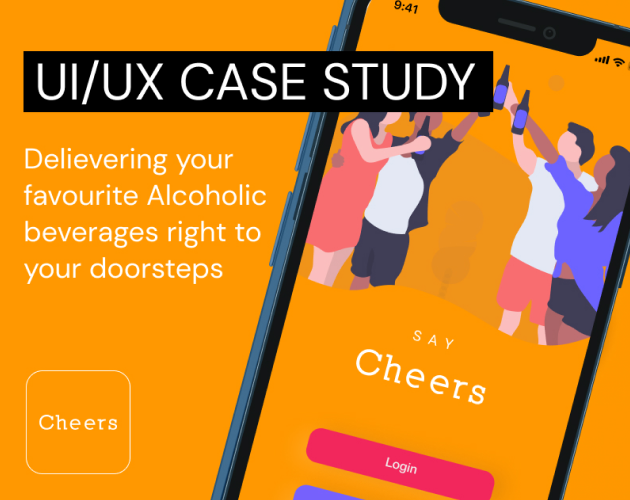 9:41
UI/UX CASE STUDY
Delievering your
favourite Alcoholic
beverages right to
your doorsteps
SAY
Cheers
Cheers
Login